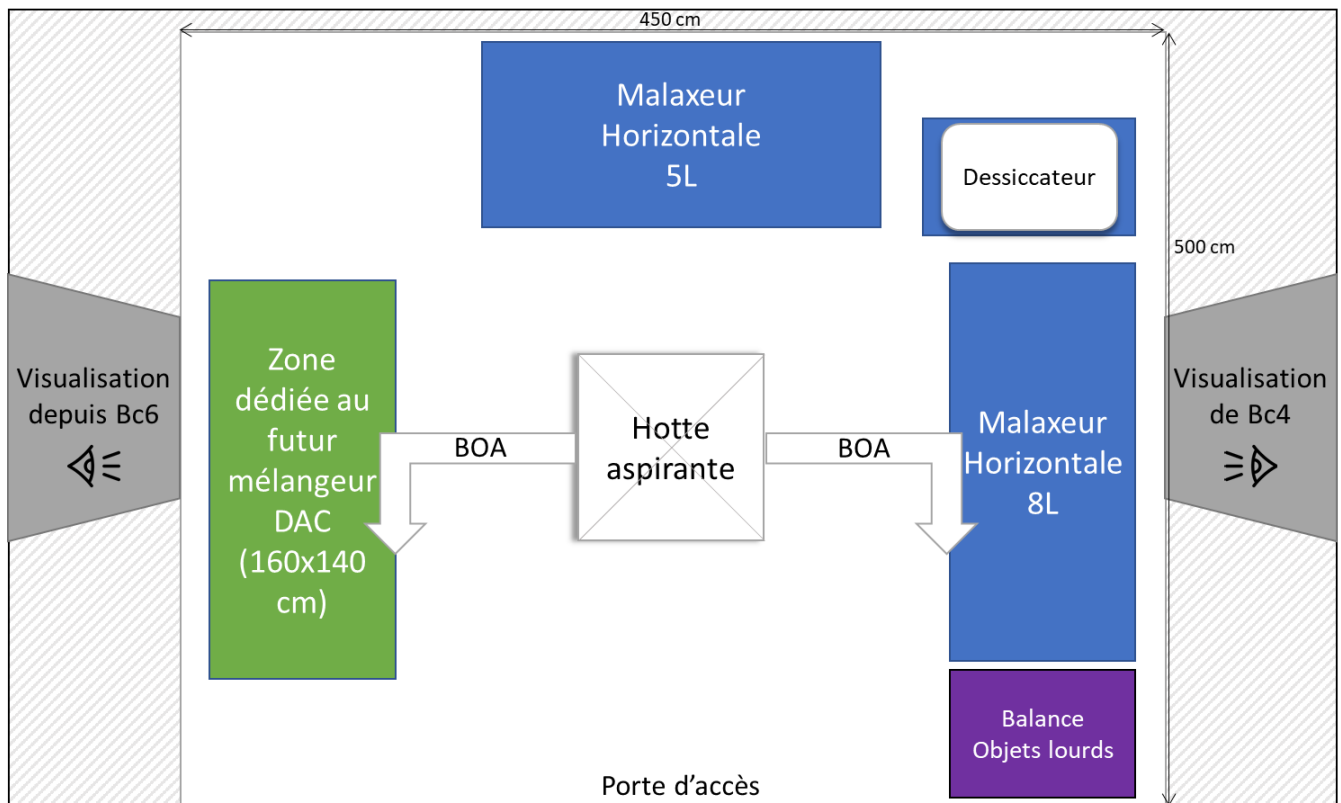 450 cm
Malaxeur
Horizontale
5L
Dessiccateur
500 cm
Visualisation
depuis Bc6
Zone
dédiée au
futur
mélangeur
DAC
(160x140
cm)
BOA
Hotte
aspirante
BOA
Malaxeur
Horizontale
8L
Visualisation
de Bc4
Balance
Objets lourds
Porte d’accès